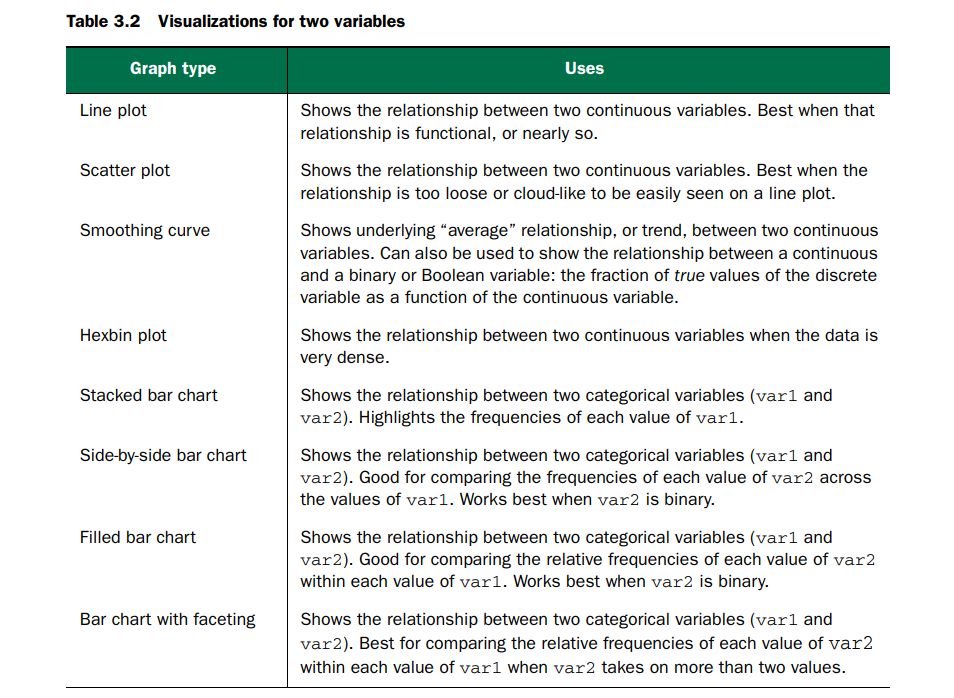 Table 3.2 Visualizations for two variables
Graph type Uses
Line plot Shows the relationship between two continuous variables. Best when that
relationship is functional, or nearly so.
Scatter plot Shows the relationship between two continuous variables. Best when the
relationship is too loose or cloud-like to be easily seen on a line plot.
Smoothing curve Shows underlying “average” relationship, or trend, between two continuous
variables. Can also be used to show the relationship between a continuous
and a binary or Boolean variable: the fraction of true values of the discrete
variable as a function of the continuous variable.
Hexbin plot Shows the relationship between two continuous variables when the data is
very dense.
Stacked bar chart Shows the relationship between two categorical variables (var1 and
var2). Highlights the frequencies of each value of var1.
Side-by-side bar chart Shows the relationship between two categorical variables (var1 and
var2). Good for comparing the frequencies of each value of var2 across
the values of var1. Works best when var2 is binary.
Filled bar chart Shows the relationship between two categorical variables (var1 and
var2). Good for comparing the relative frequencies of each value of var2
within each value of var1. Works best when var2 is binary.
Bar chart with faceting Shows the relationship between two categorical variables (var1 and
var2). Best for comparing the relative frequencies of each value of var2
within each value of var1 when var2 takes on more than two values.